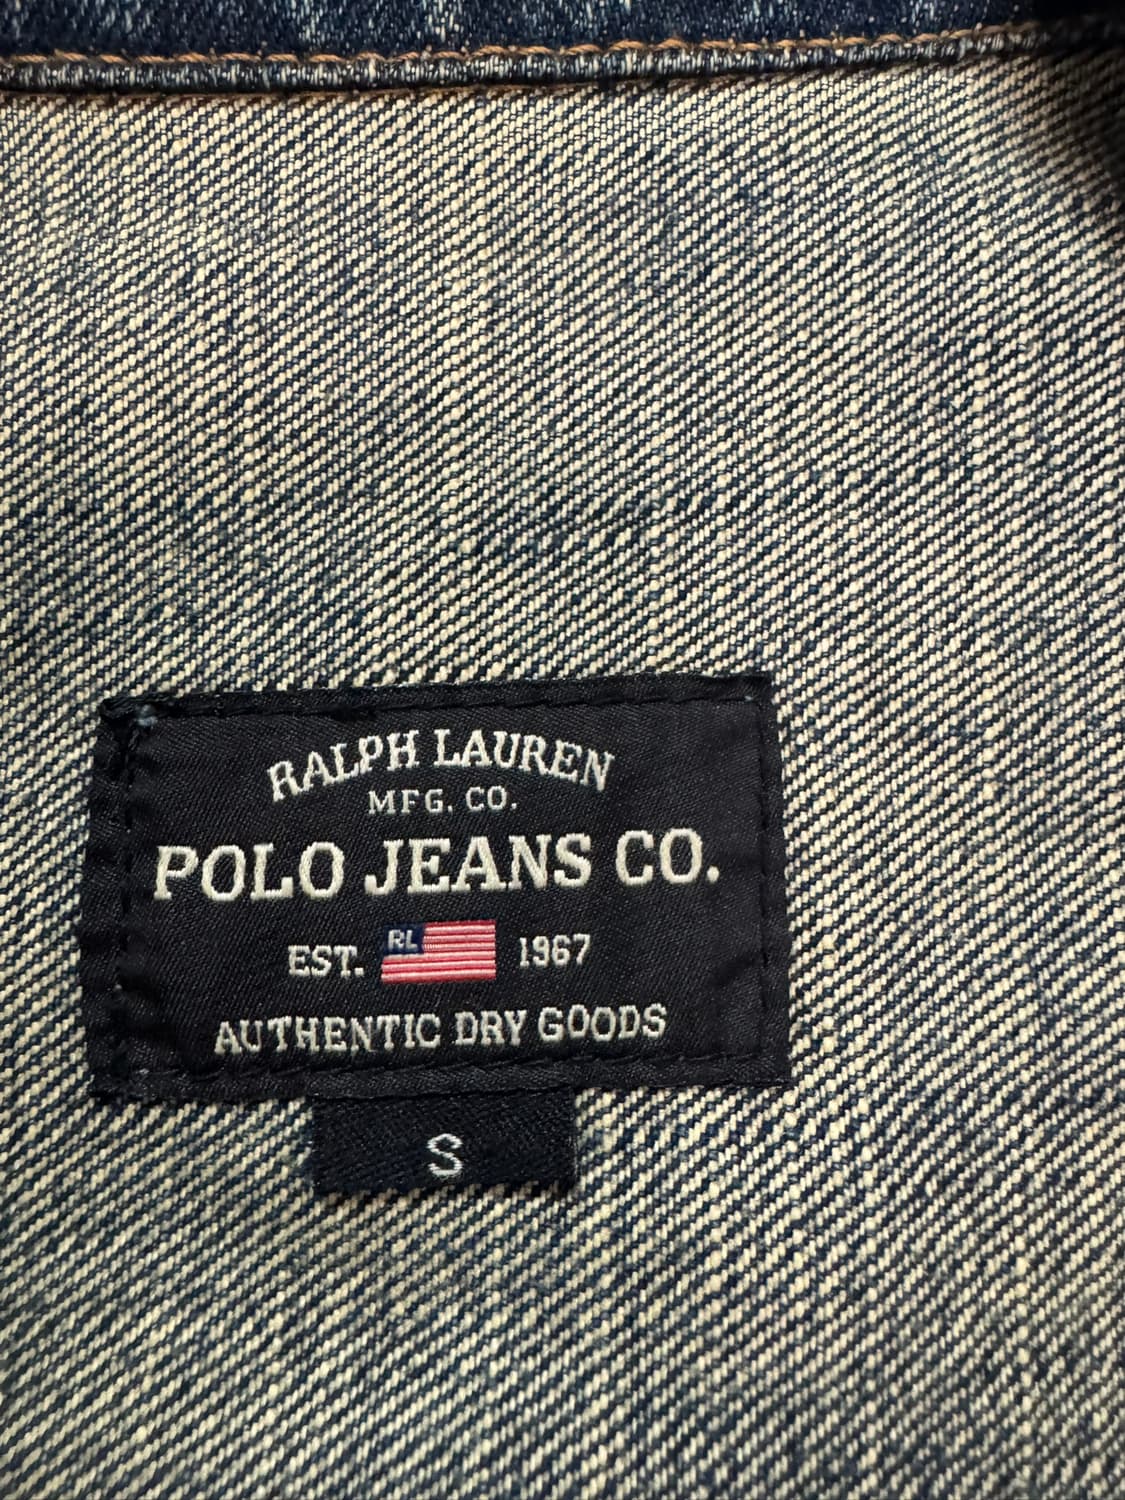 RALPH LAUREN
MFG. CO.
POLO JEANS CO.
EST. RL 1967
AUTHENTIC DRY GOODS
S